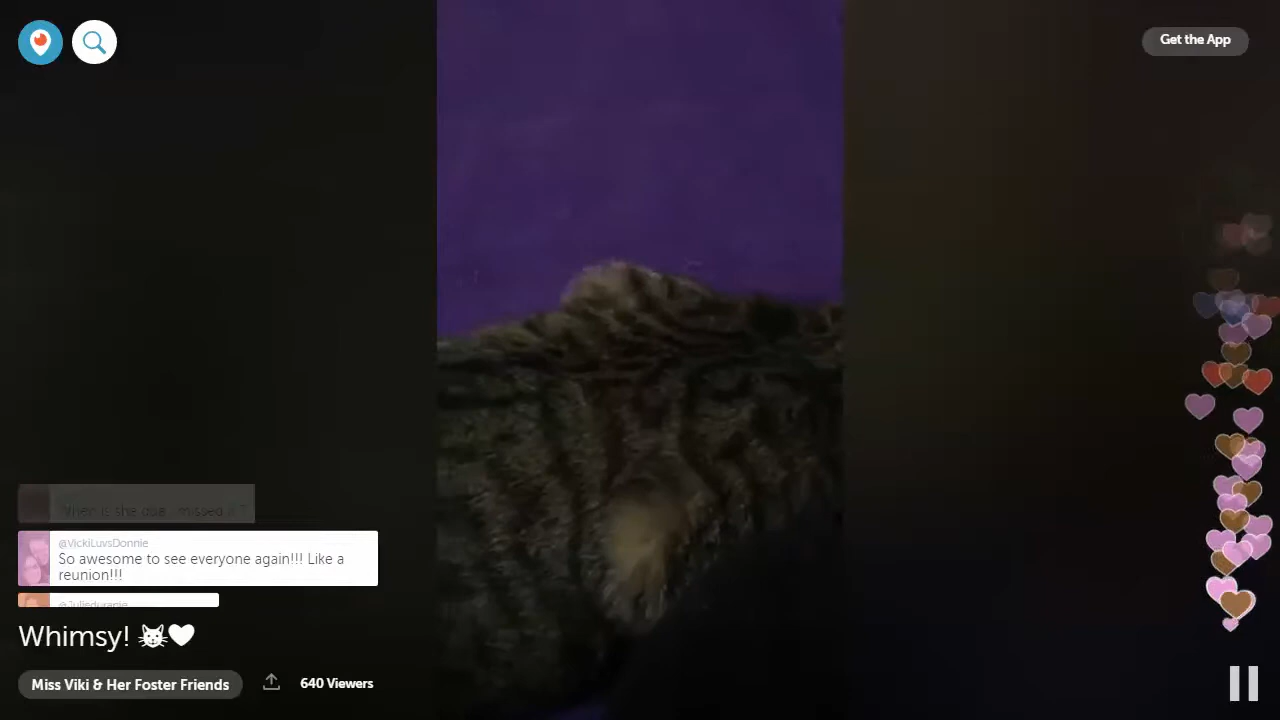 Get the App
@VickiLuvsDonnie
So awesome to see everyone again!!! Like a
reunion!!!
Whimsy! 🐱🤍
Miss Viki & Her Foster Friends
640 Viewers